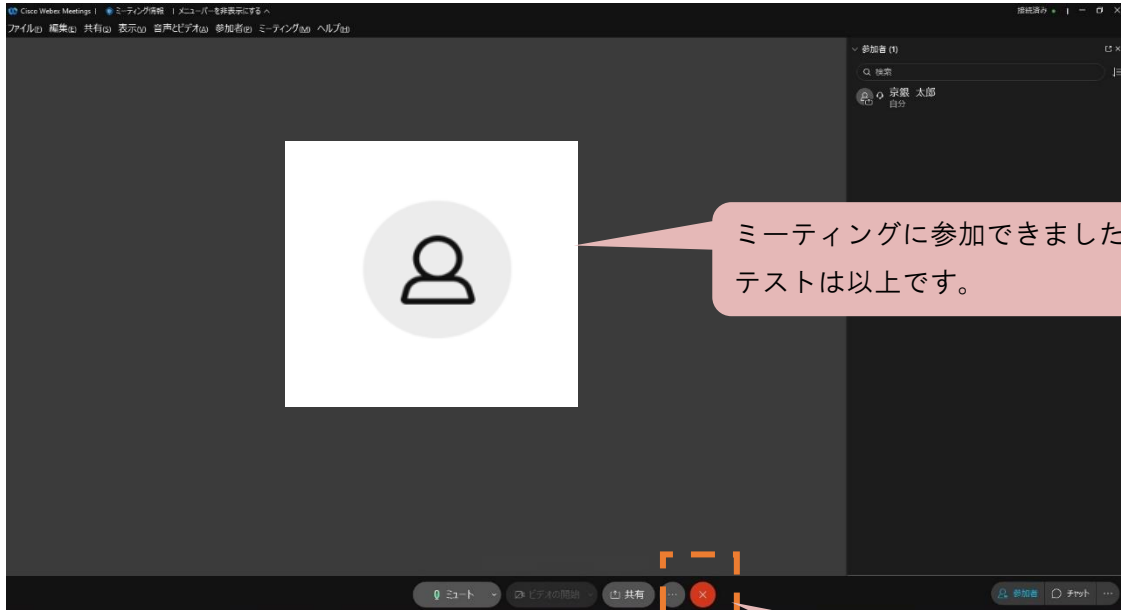 Cisco Webex Meetings | ミーティング情報 | メニューバーを非表示にする
接続済み
ファイル(F) 編集(E) 共有(S) 表示(V) 音声とビデオ(A) 参加者(P) ミーティング(M) ヘルプ(H)
参加者 (1)
検索
京銀 太郎
自分
ミーティングに参加できました
テストは以上です。
ミュート
ビデオの開始
共有
参加者
チャット